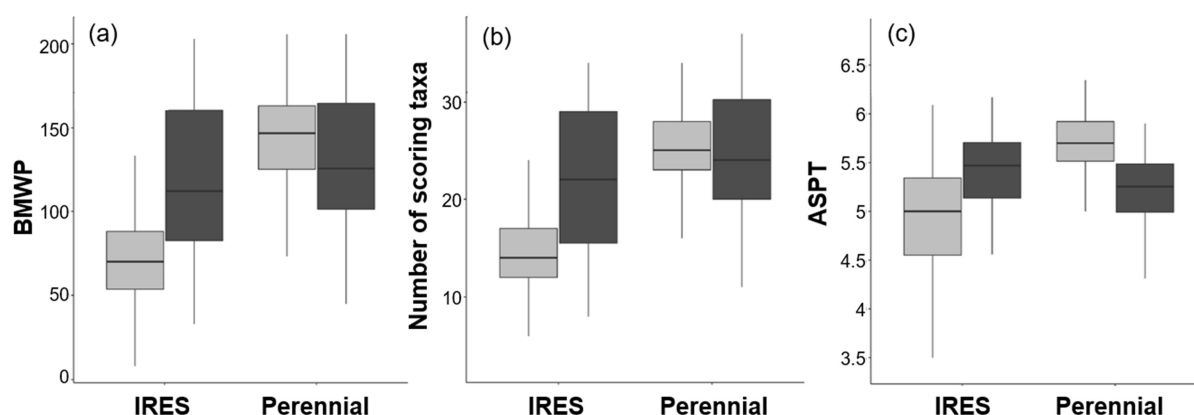 (a)
200
150
100
50
0
BMWP
IRES Perennial
(b)
30
20
10
Number of scoring taxa
IRES Perennial
(c)
6.5
6
5.5
5
4.5
4
3.5
ASPT
IRES Perennial